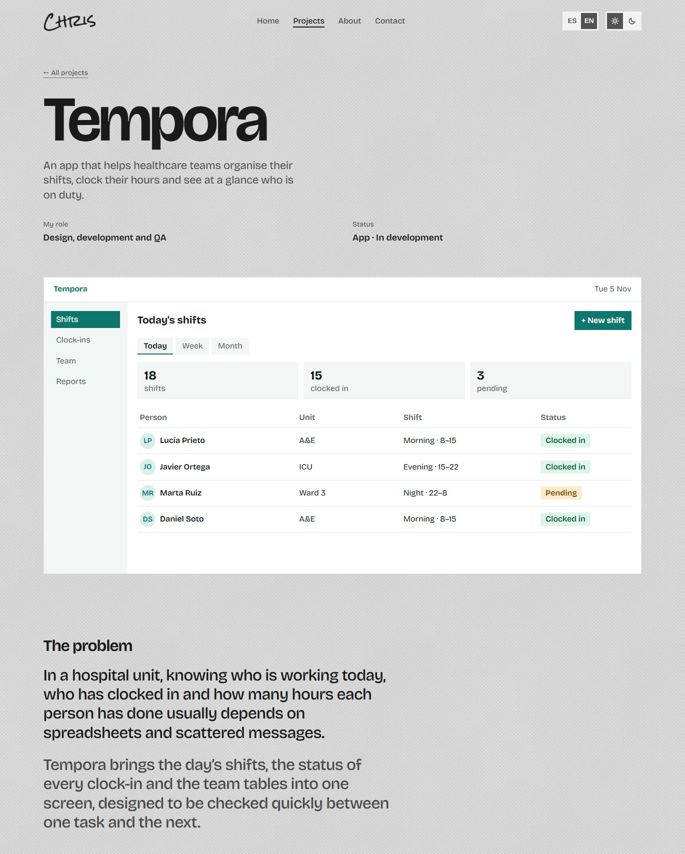 CHRIS
Home Projects About Contact
ES EN
← All projects
Tempora
An app that helps healthcare teams organise their
shifts, clock their hours and see at a glance who is
on duty.
My role
Design, development and QA
Status
App · In development
Tempora
Tue 5 Nov
Shifts
Clock-ins
Team
Reports
Today's shifts
+ New shift
Today Week Month
18
shifts
15
clocked in
3
pending
Person Unit Shift Status
LP Lucía Prieto A&E Morning · 8–15 Clocked in
JO Javier Ortega ICU Evening · 15–22 Clocked in
MR Marta Ruiz Ward 3 Night · 22–8 Pending
DS Daniel Soto A&E Morning · 8–15 Clocked in
The problem
In a hospital unit, knowing who is working today,
who has clocked in and how many hours each
person has done usually depends on
spreadsheets and scattered messages.
Tempora brings the day's shifts, the status of
every clock-in and the team tables into one
screen, designed to be checked quickly between
one task and the next.